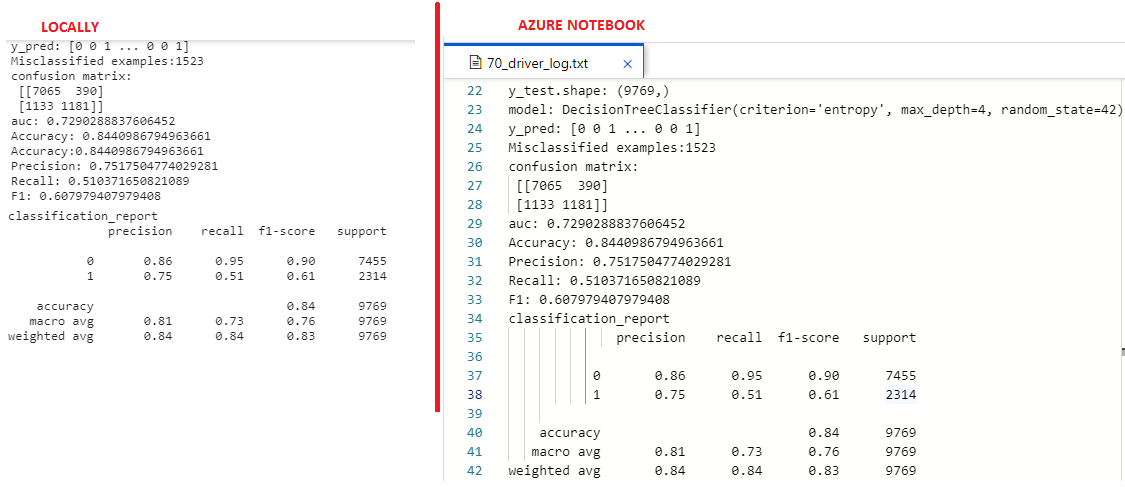 LOCALLY
y_pred: [0 0 1 ... 0 0 1]
Misclassified examples:1523
confusion matrix:
[[7065  390]
[1133 1181]]
auc: 0.7290288837606452
Accuracy: 0.8440986794963661
Accuracy:0.8440986794963661
Precision: 0.7517504774029281
Recall: 0.510371650821089
F1: 0.607979407979408
classification_report
precision recall f1-score support
0 0.86 0.95 0.90 7455
1 0.75 0.51 0.61 2314
accuracy 0.84 9769
macro avg 0.81 0.73 0.76 9769
weighted avg 0.84 0.84 0.83 9769
AZURE NOTEBOOK
70_driver_log.txt ×
22 y_test.shape: (9769,)
23 model: DecisionTreeClassifier(criterion='entropy', max_depth=4, random_state=42)
24 y_pred: [0 0 1 ... 0 0 1]
25 Misclassified examples:1523
26 confusion matrix:
27 [[7065  390]
28 [1133 1181]]
29 auc: 0.7290288837606452
30 Accuracy: 0.8440986794963661
31 Precision: 0.7517504774029281
32 Recall: 0.510371650821089
33 F1: 0.607979407979408
34 classification_report
35 precision recall f1-score support
36
37 0 0.86 0.95 0.90 7455
38 1 0.75 0.51 0.61 2314
39
40 accuracy 0.84 9769
41 macro avg 0.81 0.73 0.76 9769
42 weighted avg 0.84 0.84 0.83 9769